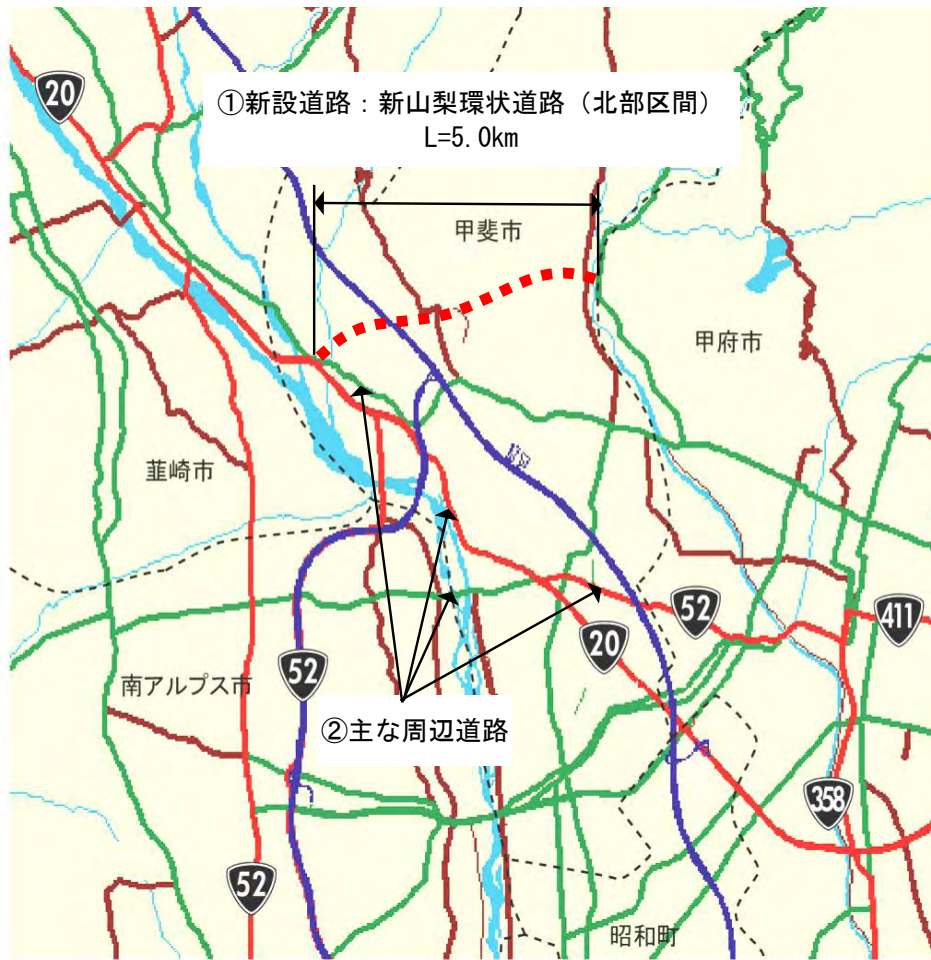 20
①新設道路：新山梨環状道路（北部区間）
L=5.0km
甲斐市
甲府市
韮崎市
52
411
20
52
南アルプス市
②主な周辺道路
358
52
昭和町